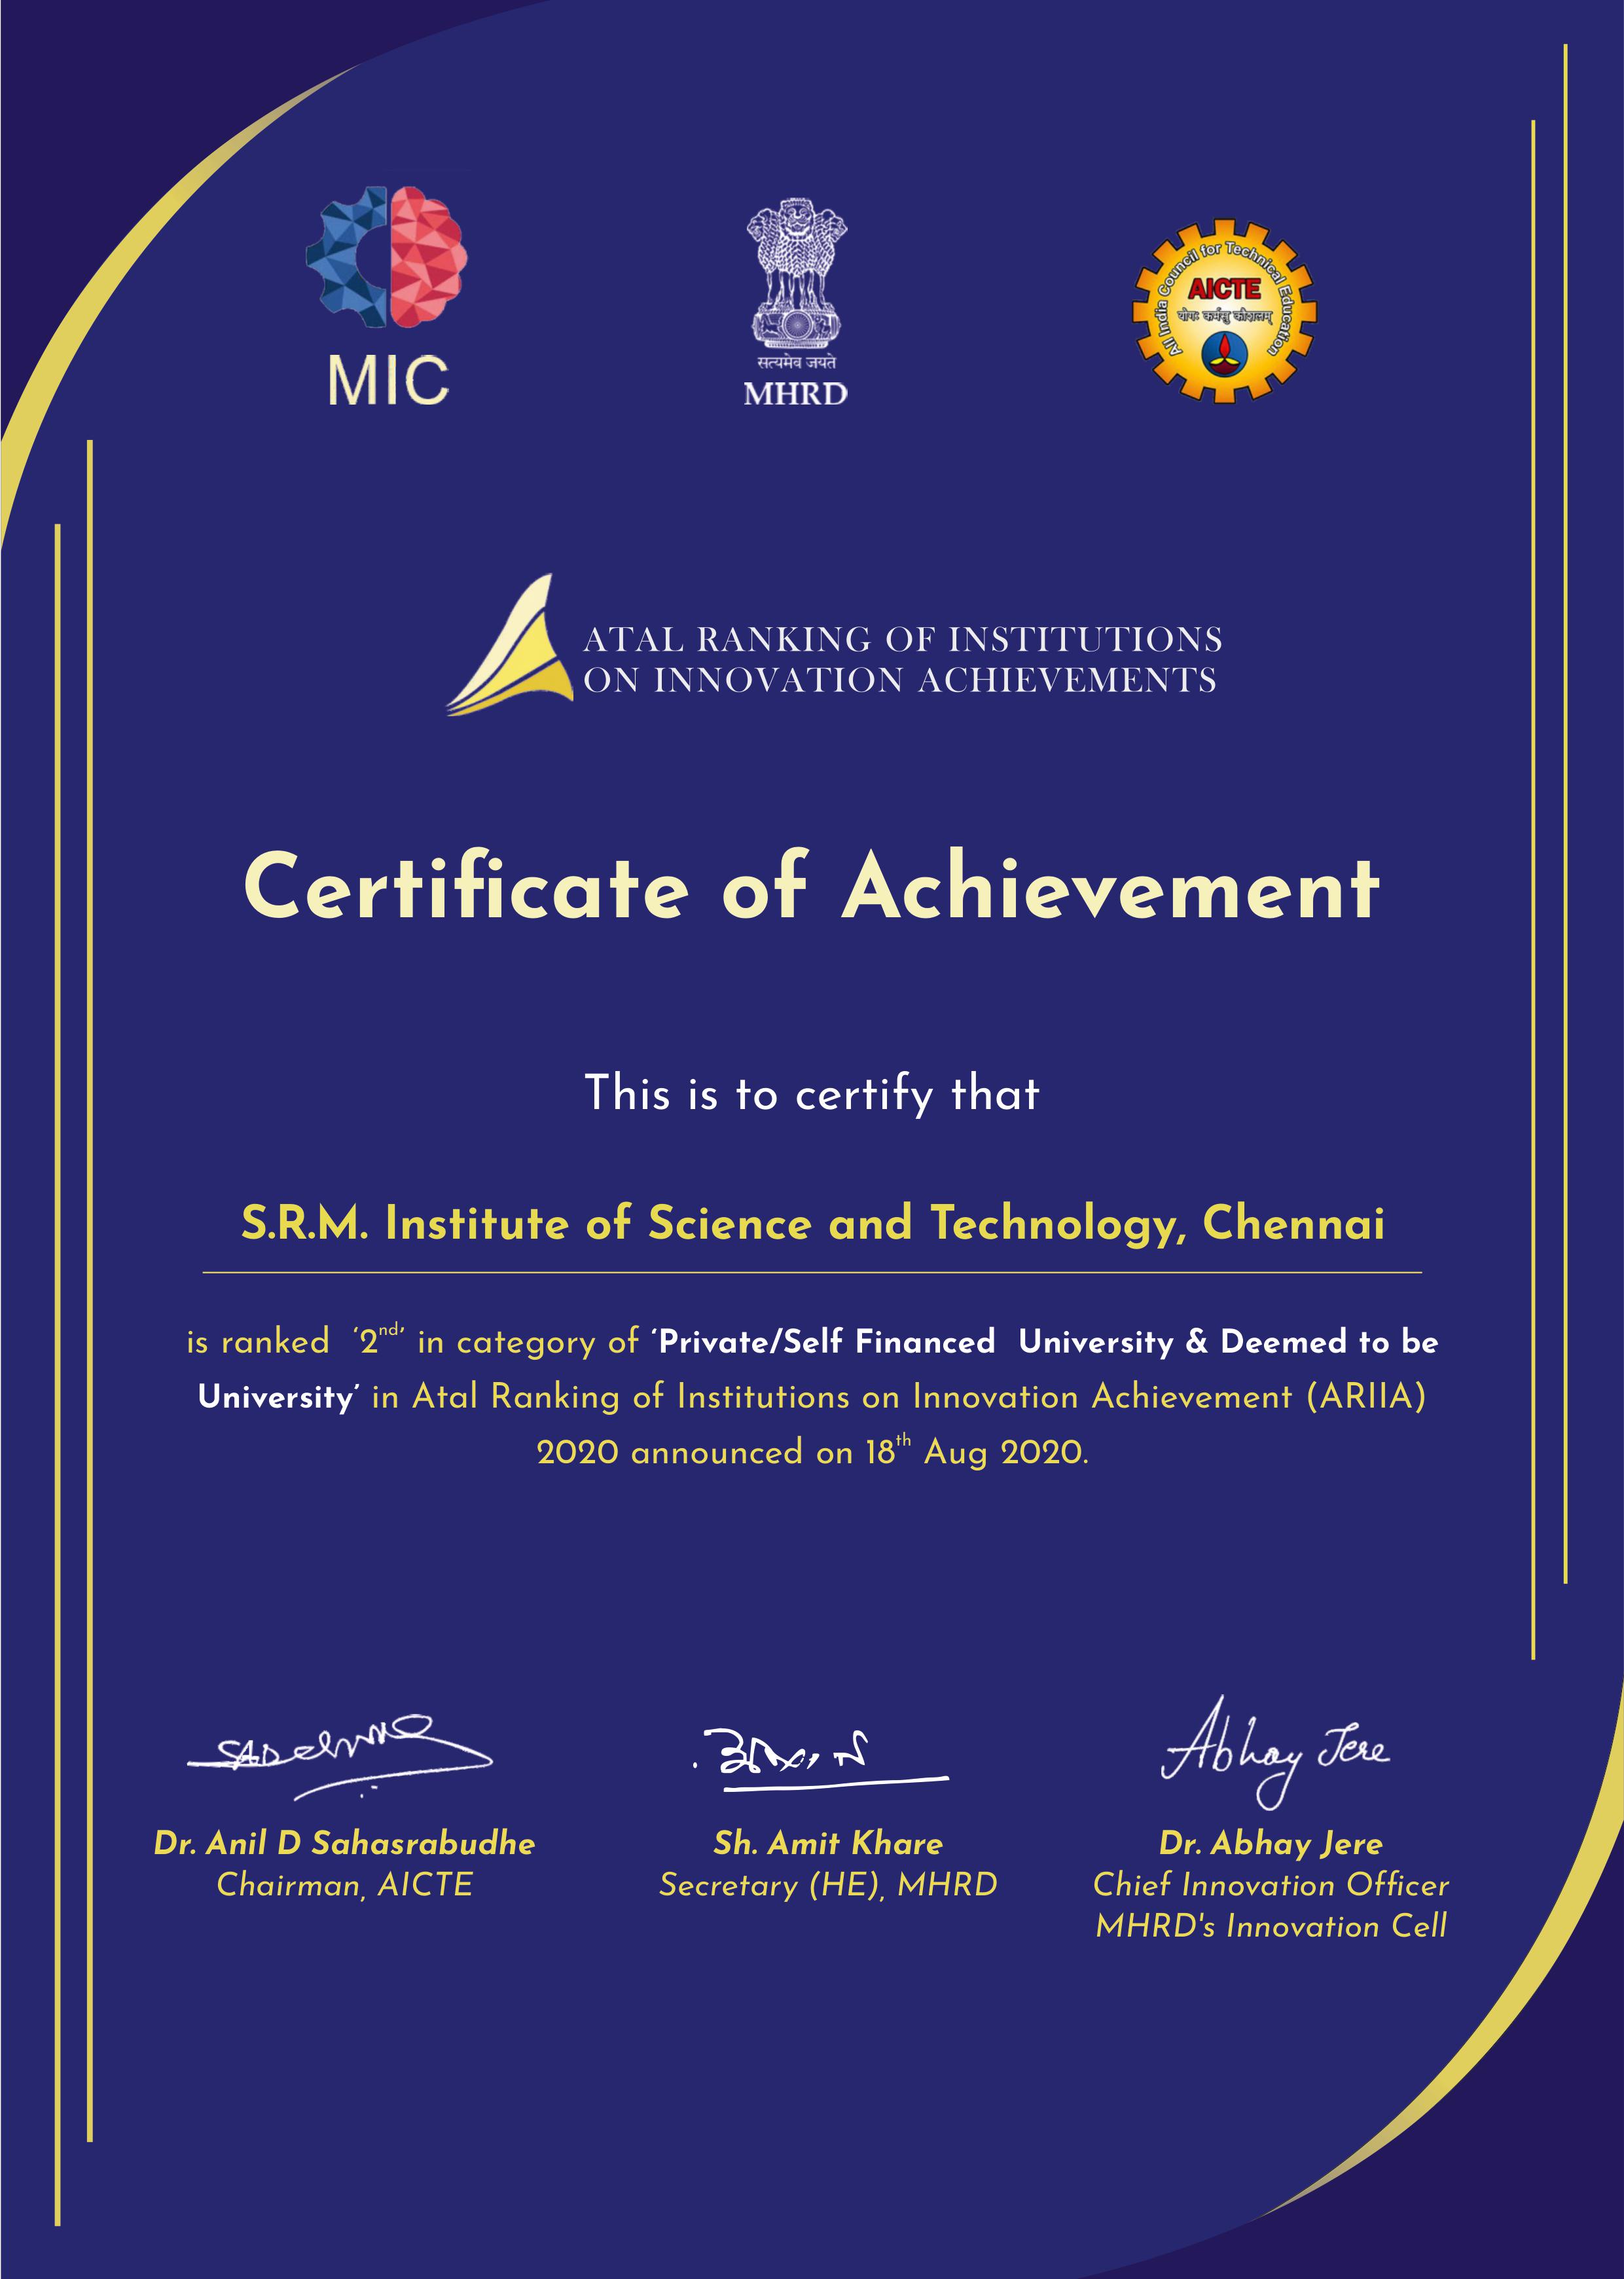 MIC
सत्यमेव जयते
MHRD
All India Council for Technical Education
AICTE
योगः कर्मसु कौशलम्
ATAL RANKING OF INSTITUTIONS
ON INNOVATION ACHIEVEMENTS
Certificate of Achievement
This is to certify that
S.R.M. Institute of Science and Technology, Chennai
is ranked ‘2nd’ in category of ‘Private/Self Financed University & Deemed to be
University’ in Atal Ranking of Institutions on Innovation Achievement (ARIIA)
2020 announced on 18th Aug 2020.
Abhay Jere
Dr. Anil D Sahasrabudhe
Chairman, AICTE
Sh. Amit Khare
Secretary (HE), MHRD
Dr. Abhay Jere
Chief Innovation Officer
MHRD's Innovation Cell